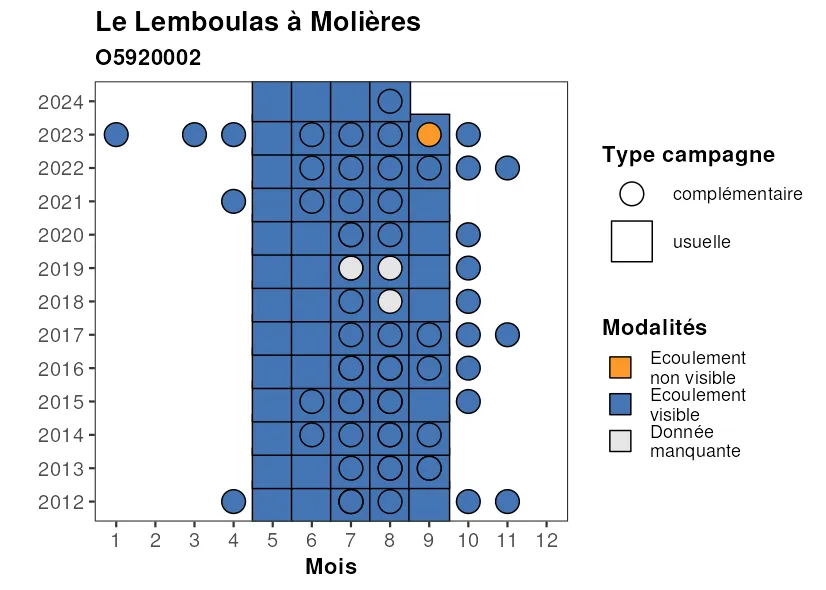 Le Lemboulas à Molières
O5920002
2024
2023
2022
2021
2020
2019
2018
2017
2016
2015
2014
2013
2012
1 2 3 4 5 6 7 8 9 10 11 12
Mois
Type campagne
complémentaire
usuelle
Modalités
Ecoulement
non visible
Ecoulement
visible
Donnée
manquante